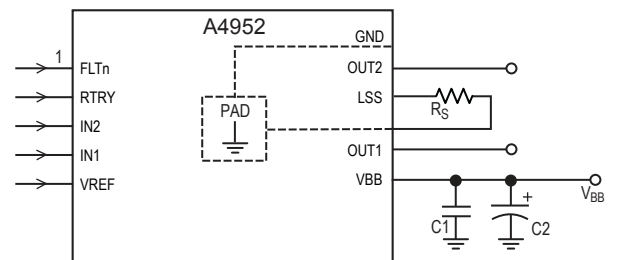 A4952
GND
1
FLTn
OUT2
RTRY
LSS
RS
IN2
PAD
IN1
OUT1
VREF
VBB
VBB
C1
+
C2